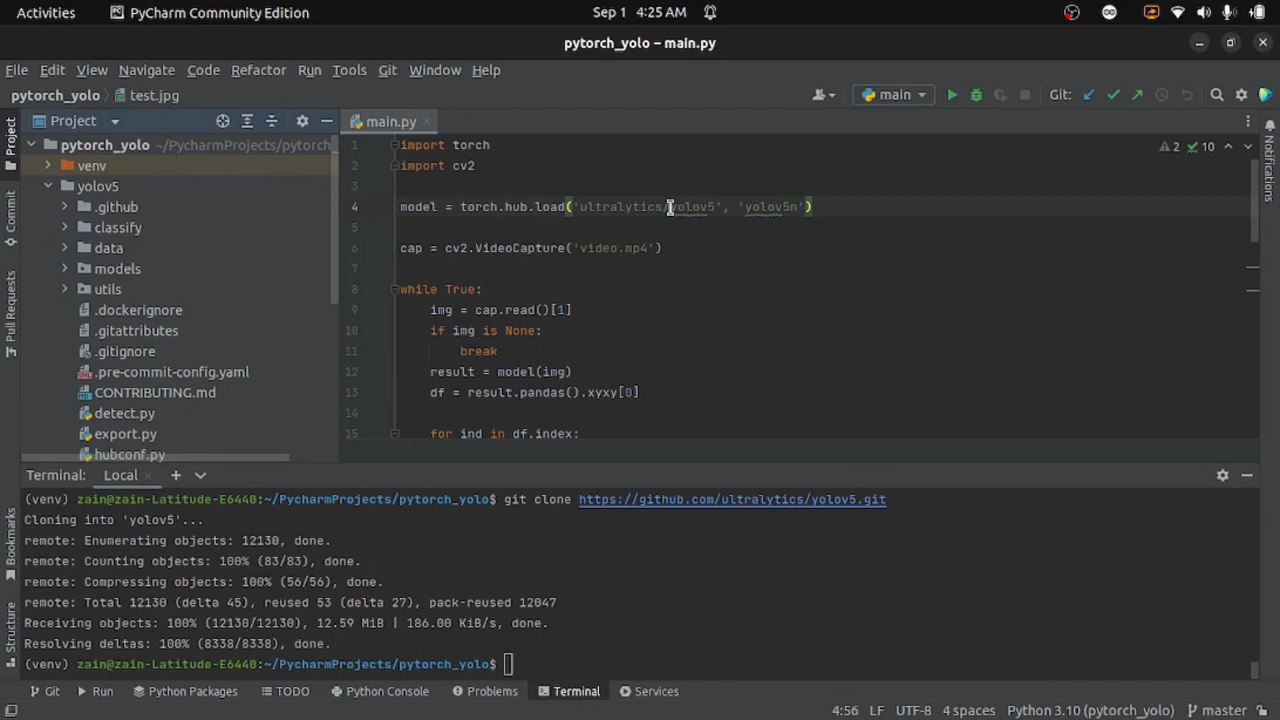 Activities PyCharm Community Edition Sep 1 4:25 AM
pytorch_yolo – main.py
File Edit View Navigate Code Refactor Run Tools Git Window Help
pytorch_yolo test.jpg main Git:
Project main.py
Project
Commit
Pull Requests
Bookmarks
Structure
Notifications
pytorch_yolo ~/PycharmProjects/pytorch
venv
yolov5
.github
classify
data
models
utils
.dockerignore
.gitattributes
.gitignore
.pre-commit-config.yaml
CONTRIBUTING.md
detect.py
export.py
hubconf.py
2 10
1 import torch
2 import cv2
3
4 model = torch.hub.load('ultralytics/yolov5', 'yolov5n')
5
6 cap = cv2.VideoCapture('video.mp4')
7
8 while True:
9 img = cap.read()[1]
10 if img is None:
11 break
12 result = model(img)
13 df = result.pandas().xyxy[0]
14
15 for ind in df.index:
Terminal: Local
(venv) zain@zain-Latitude-E6440:~/PycharmProjects/pytorch_yolo$ git clone https://github.com/ultralytics/yolov5.git
Cloning into 'yolov5'...
remote: Enumerating objects: 12130, done.
remote: Counting objects: 100% (83/83), done.
remote: Compressing objects: 100% (56/56), done.
remote: Total 12130 (delta 45), reused 53 (delta 27), pack-reused 12047
Receiving objects: 100% (12130/12130), 12.59 MiB | 186.00 KiB/s, done.
Resolving deltas: 100% (8338/8338), done.
(venv) zain@zain-Latitude-E6440:~/PycharmProjects/pytorch_yolo$
Git Run Python Packages TODO Python Console Problems Terminal Services
4:56 LF UTF-8 4 spaces Python 3.10 (pytorch_yolo) master